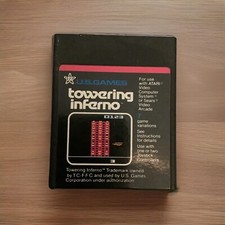 U.S. GAMES
towering
inferno
For use
with ATARI
Video
Computer
System™
or Sears
Video
Arcade
game
variations
See
Instructions
for details
Use with
one or two
Joystick
Controllers
Towering Inferno™ Trademark owned
by T.C-F.F.C and used by U.S. Games
Corporation under authorization